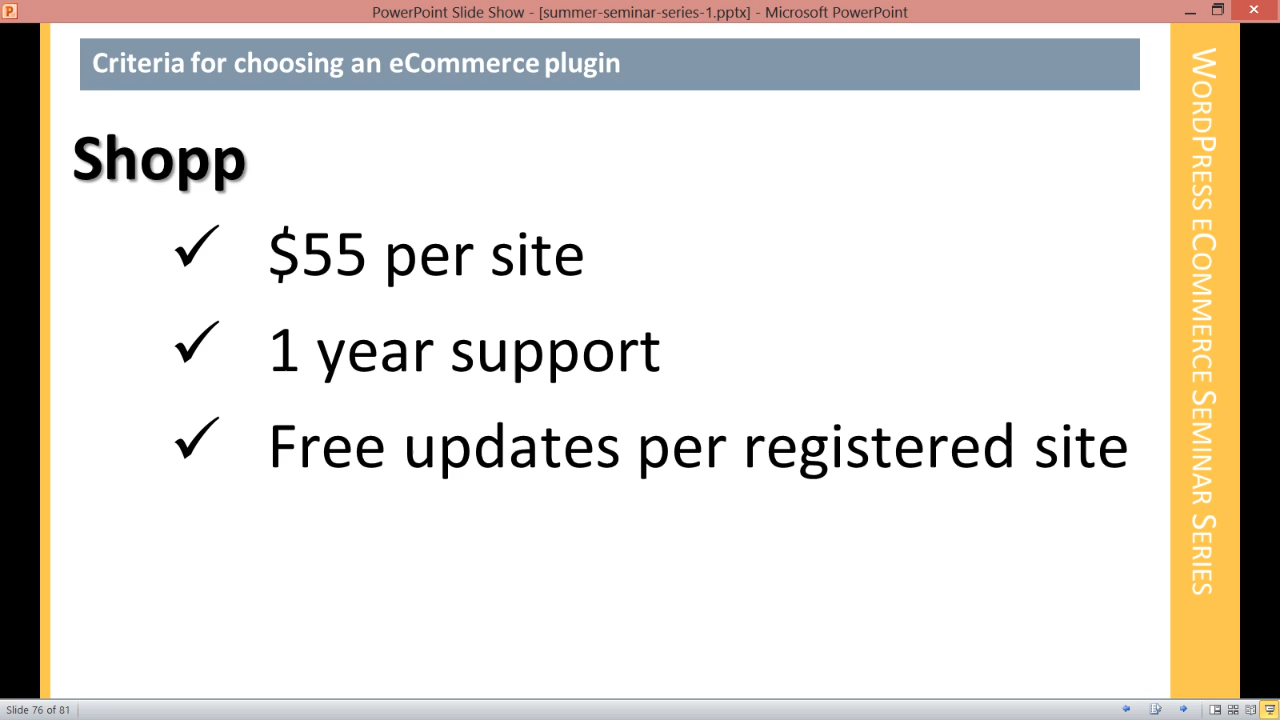 PowerPoint Slide Show - [summer-seminar-series-1.pptx] - Microsoft PowerPoint
Criteria for choosing an eCommerce plugin
Shopp
✓ $55 per site
✓ 1 year support
✓ Free updates per registered site
WORDPRESS ECOMMERCE SEMINAR SERIES
Slide 76 of 81